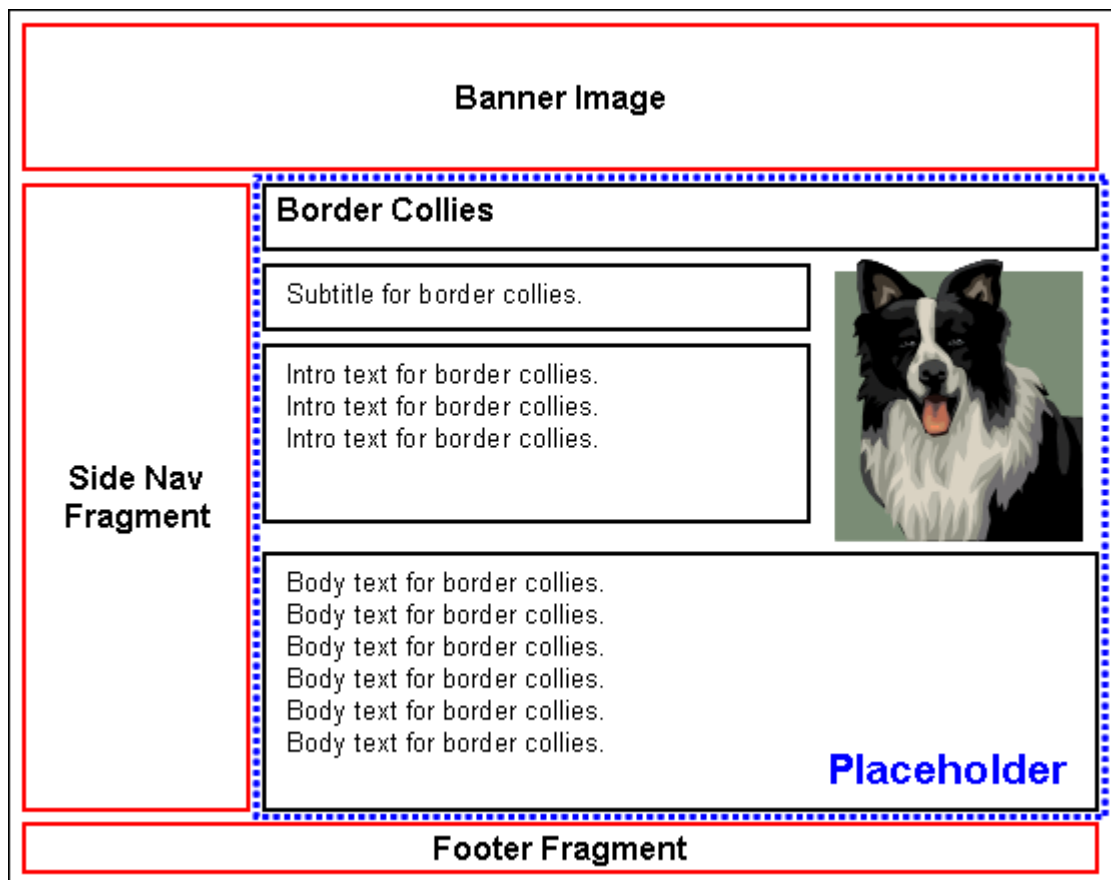 Banner Image
Side Nav
Fragment
Border Collies
Subtitle for border collies.
Intro text for border collies.
Intro text for border collies.
Intro text for border collies.
Body text for border collies.
Body text for border collies.
Body text for border collies.
Body text for border collies.
Body text for border collies.
Body text for border collies.
Placeholder
Footer Fragment